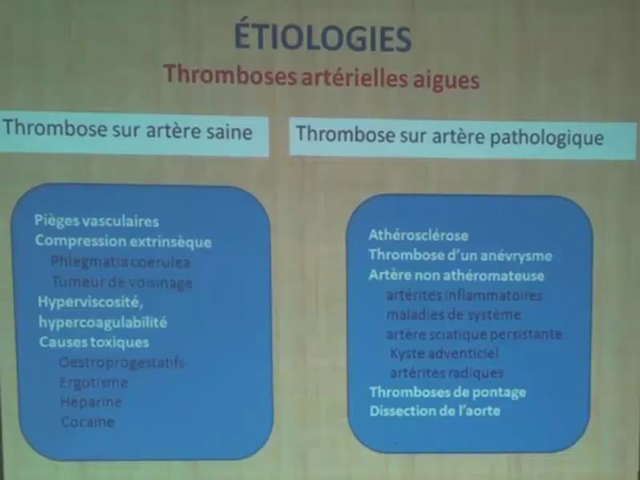 ÉTIOLOGIES
Thromboses artérielles aigues
Thrombose sur artère saine
Thrombose sur artère pathologique
Pièges vasculaires
Compression extrinsèque
Phlegmatia coerulea
Tumeur de voisinage
Hyperviscosité,
hypercoagulabilité
Causes toxiques
Oestroprogestatifs
Ergotisme
Héparine
Cocaine
Athérosclérose
Thrombose d'un anévrysme
Artère non athéromateuse
artérites inflammatoires
maladies de système
artère sciatique persistante
Kyste adventiciel
artérites radiques
Thromboses de pontage
Dissection de l'aorte